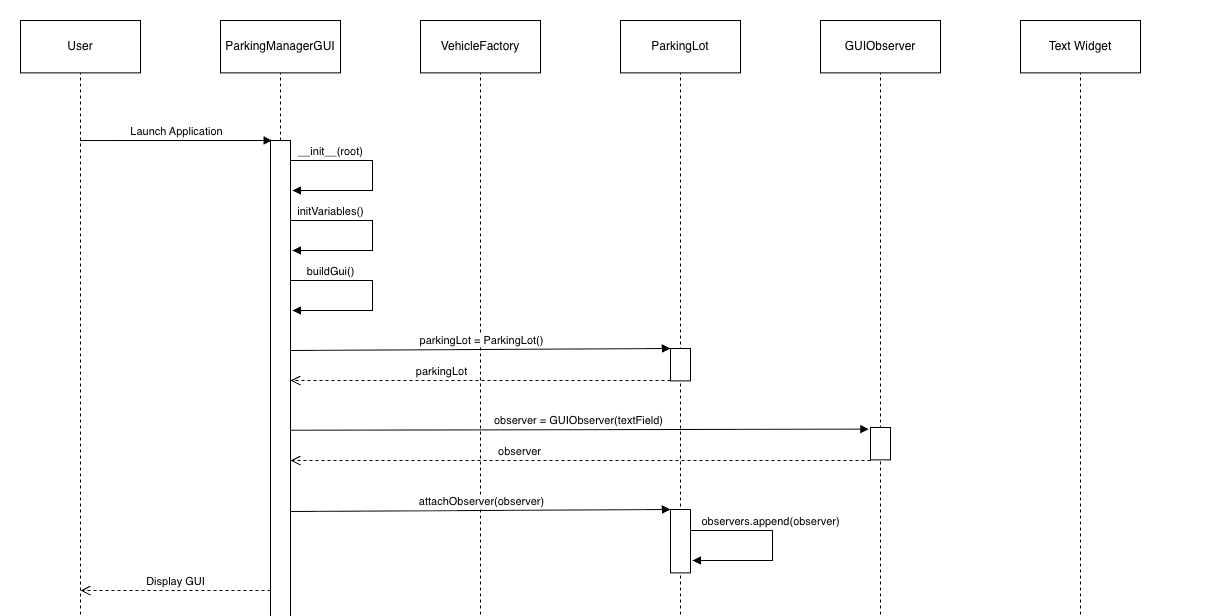 User
ParkingManagerGUI
VehicleFactory
ParkingLot
GUIObserver
Text Widget
Launch Application
__init__(root)
initVariables()
buildGui()
parkingLot = ParkingLot()
parkingLot
observer = GUIObserver(textField)
observer
attachObserver(observer)
observers.append(observer)
Display GUI